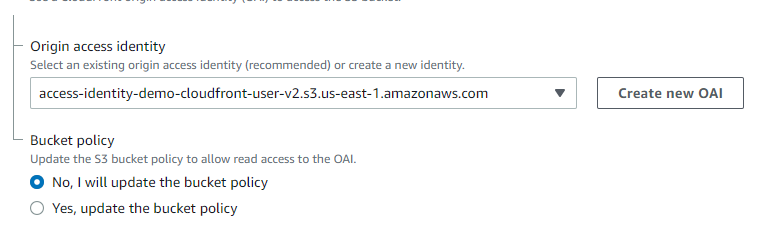 Origin access identity
Select an existing origin access identity (recommended) or create a new identity.
access-identity-demo-cloudfront-user-v2.s3.us-east-1.amazonaws.com
Create new OAI
Bucket policy
Update the S3 bucket policy to allow read access to the OAI.
No, I will update the bucket policy
Yes, update the bucket policy